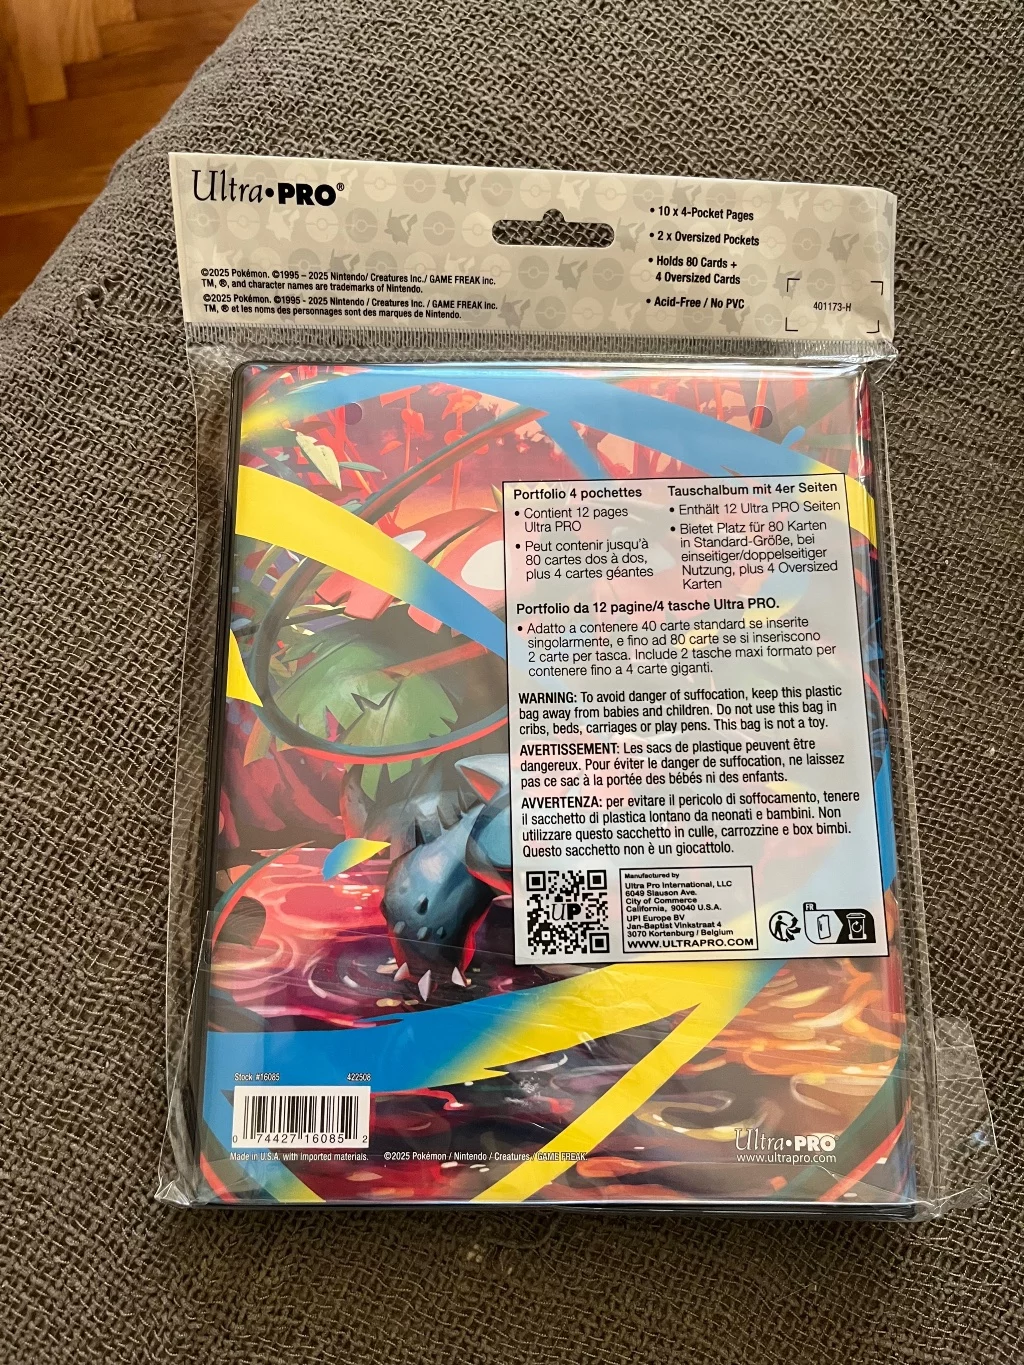 Ultra•PRO®
• 10 x 4-Pocket Pages
• 2 x Oversized Pockets
• Holds 80 Cards +
4 Oversized Cards
• Acid-Free / No PVC
401173-H
©2025 Pokémon. ©1995 – 2025 Nintendo/ Creatures Inc./ GAME FREAK inc.
TM, ®, and character names are trademarks of Nintendo.
©2025 Pokémon. ©1995 - 2025 Nintendo / Creatures Inc. / GAME FREAK inc.
TM, ® et les noms des personnages sont des marques de Nintendo.
Portfolio 4 pochettes
• Contient 12 pages
Ultra PRO
• Peut contenir jusqu'à
80 cartes dos à dos,
plus 4 cartes géantes
Tauschalbum mit 4er Seiten
• Enthält 12 Ultra PRO Seiten
• Bietet Platz für 80 Karten
in Standard-Größe, bei
einseitiger/doppelseitiger
Nutzung, plus 4 Oversized
Karten
Portfolio da 12 pagine/4 tasche Ultra PRO.
• Adatto a contenere 40 carte standard se inserite
singolarmente, e fino ad 80 carte se si inseriscono
2 carte per tasca. Include 2 tasche maxi formato per
contenere fino a 4 carte giganti.
WARNING: To avoid danger of suffocation, keep this plastic
bag away from babies and children. Do not use this bag in
cribs, beds, carriages or play pens. This bag is not a toy.
AVERTISSEMENT: Les sacs de plastique peuvent être
dangereux. Pour éviter le danger de suffocation, ne laissez
pas ce sac à la portée des bébés ni des enfants.
AVVERTENZA: per evitare il pericolo di soffocamento, tenere
il sacchetto di plastica lontano da neonati e bambini. Non
utilizzare questo sacchetto in culle, carrozzine e box bimbi.
Questo sacchetto non è un giocattolo.
UP
Manufactured by
Ultra Pro International, LLC
6049 Slauson Ave.
City of Commerce
California, 90040 U.S.A.
UPI Europe BV
Jan-Baptist Vinkstraat 4
3070 Kortenburg / Belgium
WWW.ULTRAPRO.COM
FR
Stock #16085
422508
0 74427 16085 2
Made in U.S.A. with imported materials.
©2025 Pokémon / Nintendo / Creatures / GAME FREAK.
Ultra•PRO
www.ultrapro.com